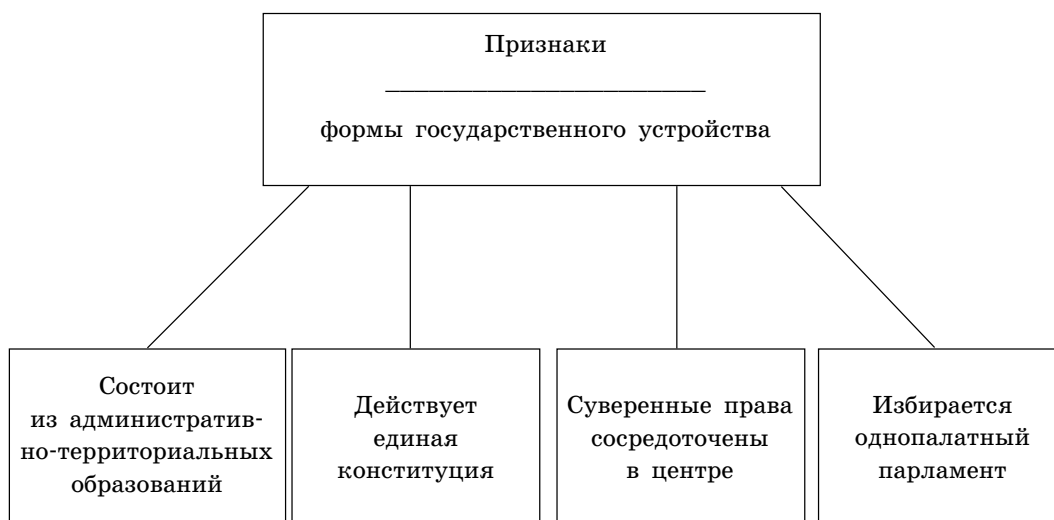 Признаки
______________________
формы государственного устройства
Состоит
из административ-
но-территориальных
образований
Действует
единая
конституция
Суверенные права
сосредоточены
в центре
Избирается
однопалатный
парламент